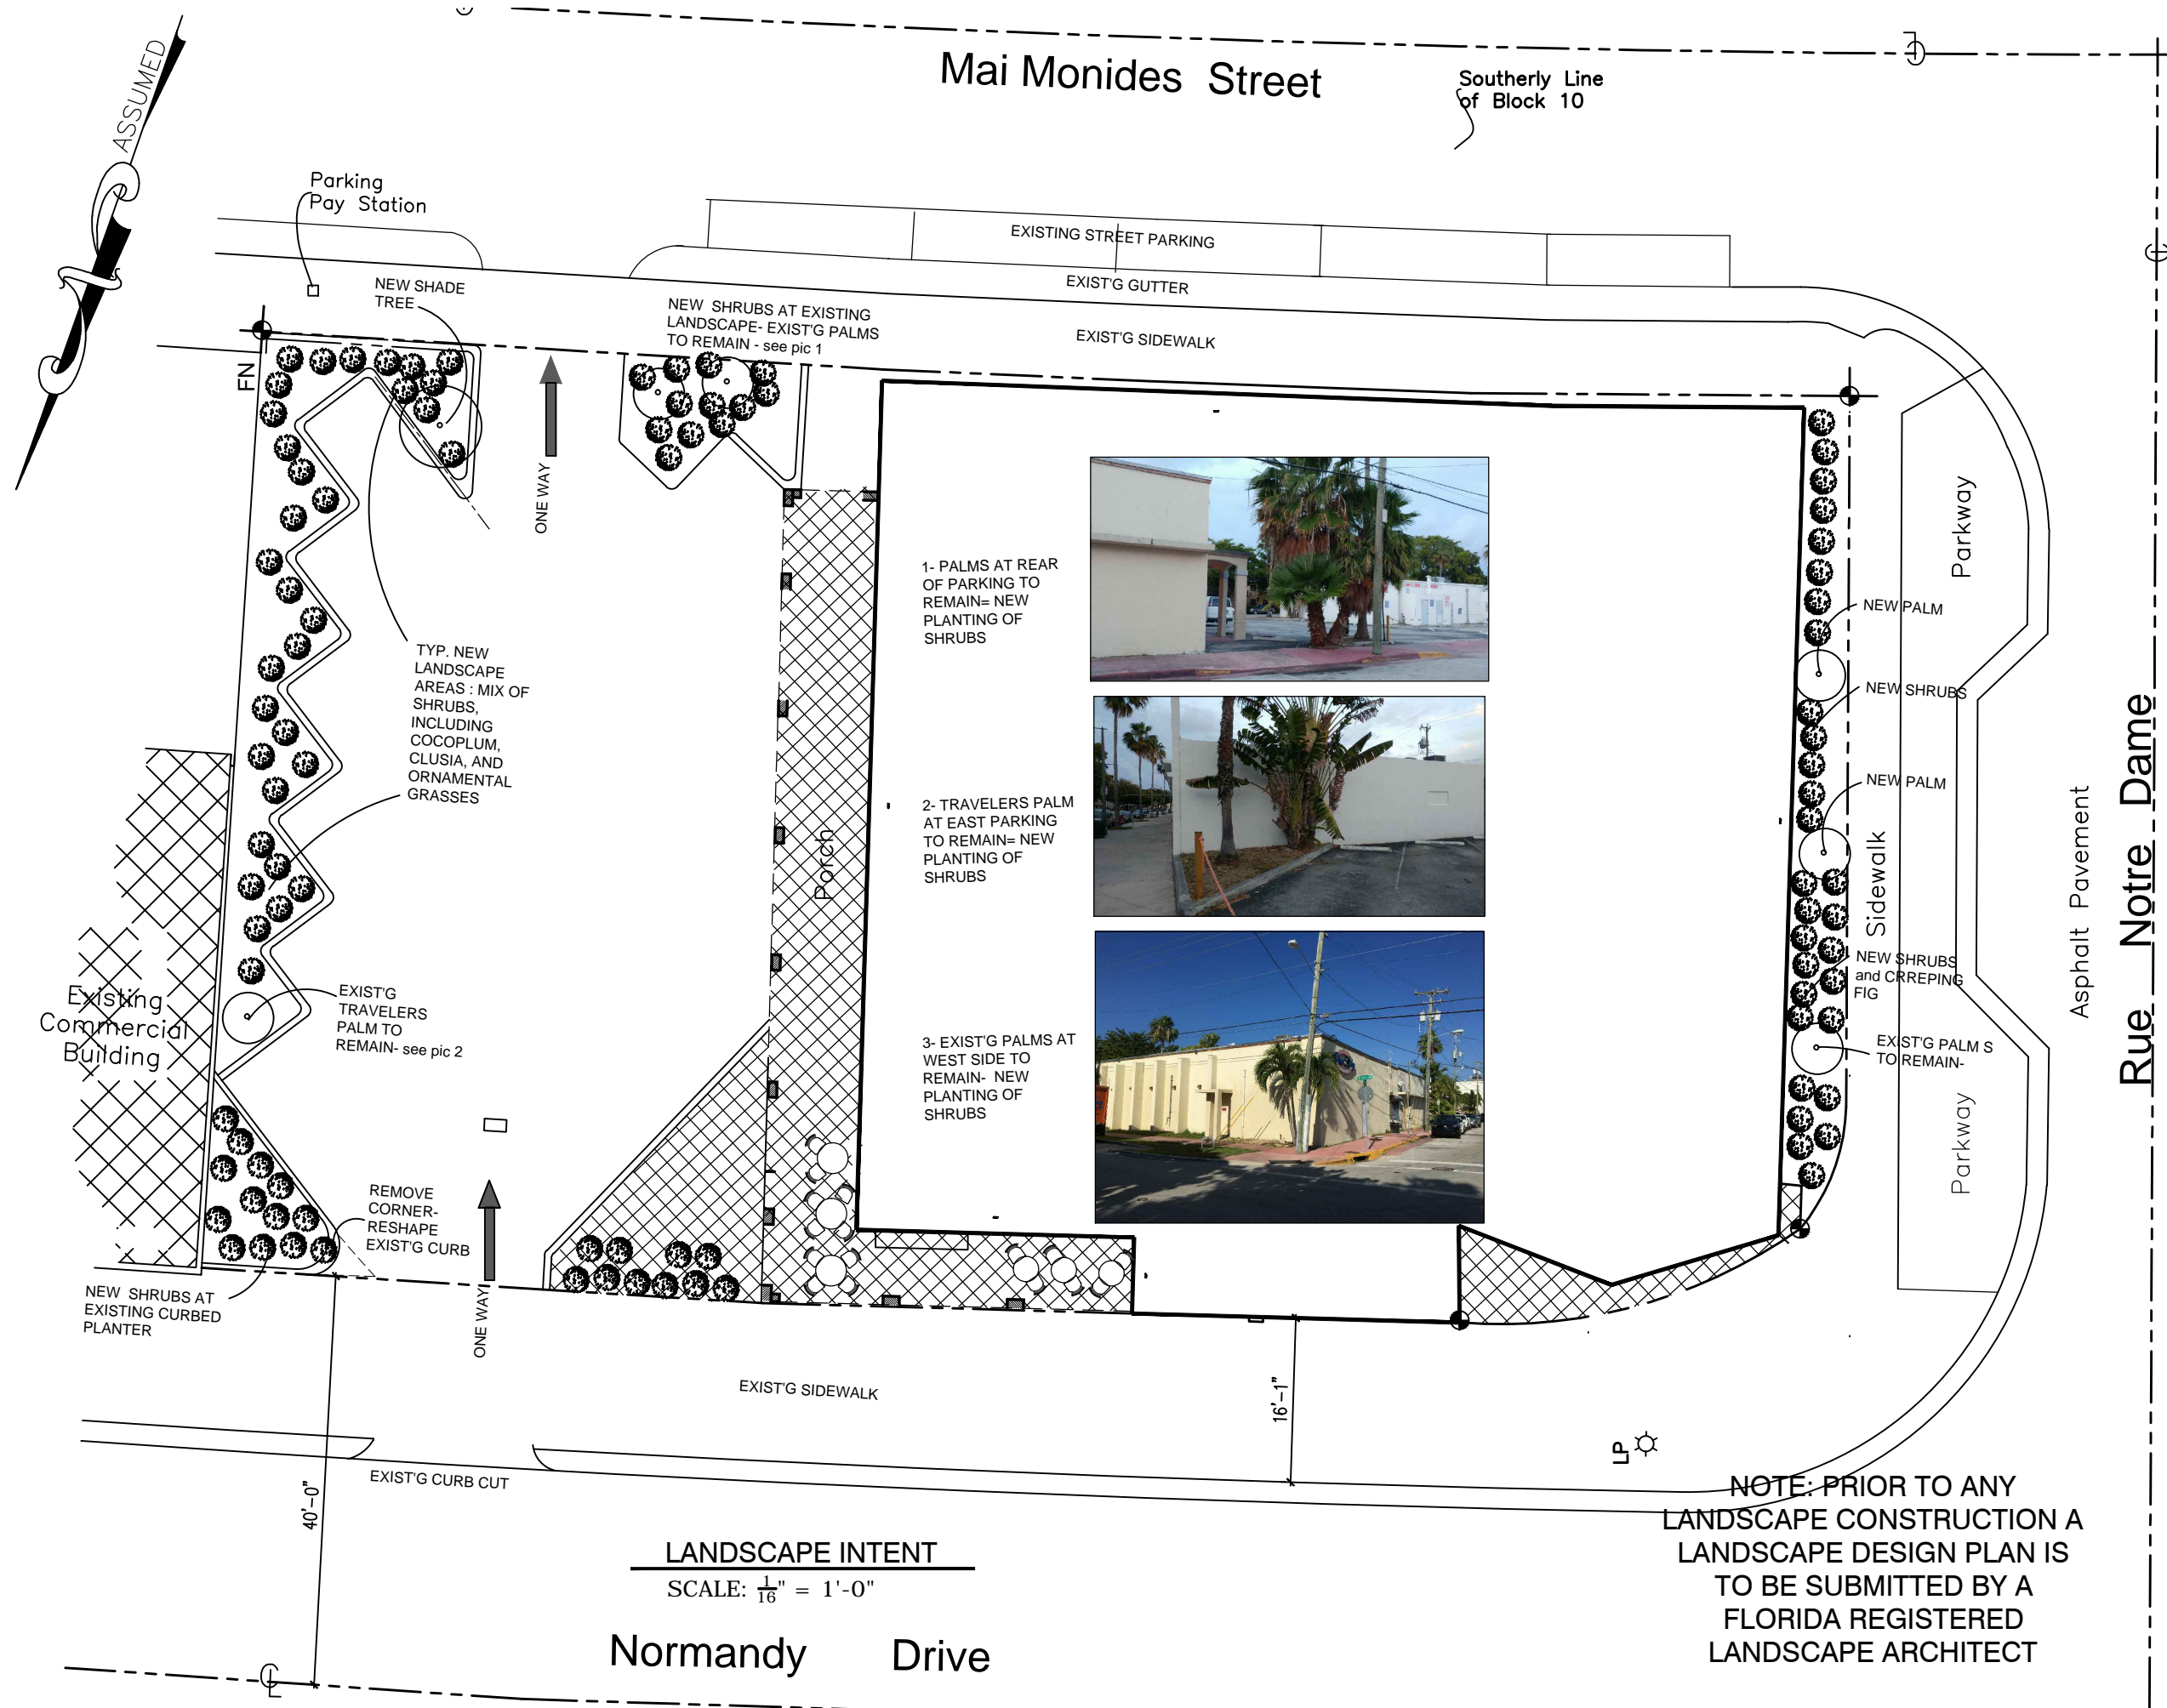 Mai Monides Street
Southerly Line
of Block 10
ASSUMED
Parking
Pay Station
EXISTING STREET PARKING
EXIST'G GUTTER
NEW SHADE
TREE
NEW SHRUBS AT EXISTING
LANDSCAPE- EXIST'G PALMS
TO REMAIN - see pic 1
EXIST'G SIDEWALK
FN
ONE WAY
Parkway
1- PALMS AT REAR
OF PARKING TO
REMAIN= NEW
PLANTING OF
SHRUBS
NEW PALM
TYP. NEW
LANDSCAPE
AREAS : MIX OF
SHRUBS,
INCLUDING
COCOPLUM,
CLUSIA, AND
ORNAMENTAL
GRASSES
NEW SHRUBS
NEW PALM
Porch
2- TRAVELERS PALM
AT EAST PARKING
TO REMAIN= NEW
PLANTING OF
SHRUBS
Sidewalk
Asphalt Pavement
Rue Notre Dame
NEW SHRUBS
and CRREPING
FIG
Existing
Commercial
Building
EXIST'G
TRAVELERS
PALM TO
REMAIN- see pic 2
3- EXIST'G PALMS AT
WEST SIDE TO
REMAIN- NEW
PLANTING OF
SHRUBS
EXIST'G PALM S
TO REMAIN-
Parkway
REMOVE
CORNER-
RESHAPE
EXIST'G CURB
NEW SHRUBS AT
EXISTING CURBED
PLANTER
ONE WAY
EXIST'G SIDEWALK
16'-1"
LP
EXIST'G CURB CUT
40'-0"
NOTE: PRIOR TO ANY
LANDSCAPE CONSTRUCTION A
LANDSCAPE DESIGN PLAN IS
TO BE SUBMITTED BY A
FLORIDA REGISTERED
LANDSCAPE ARCHITECT
LANDSCAPE INTENT
SCALE: 1/16" = 1'-0"
Normandy Drive